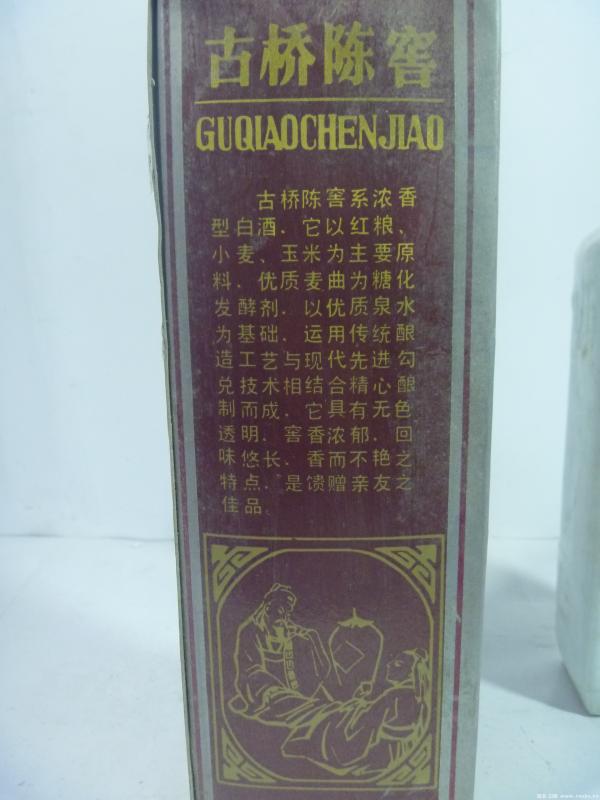 古桥陈窖
GUQIAOCHENJIAO
古桥陈窖系浓香
型白酒．它以红粮、
小麦、玉米为主要原
料．优质麦曲为糖化
发酵剂．以优质泉水
为基础．运用传统酿
造工艺与现代先进勾
兑技术相结合精心酿
制而成．它具有无色
透明．窖香浓郁．回
味悠长．香而不艳之
特点．是馈赠亲友之
佳品．